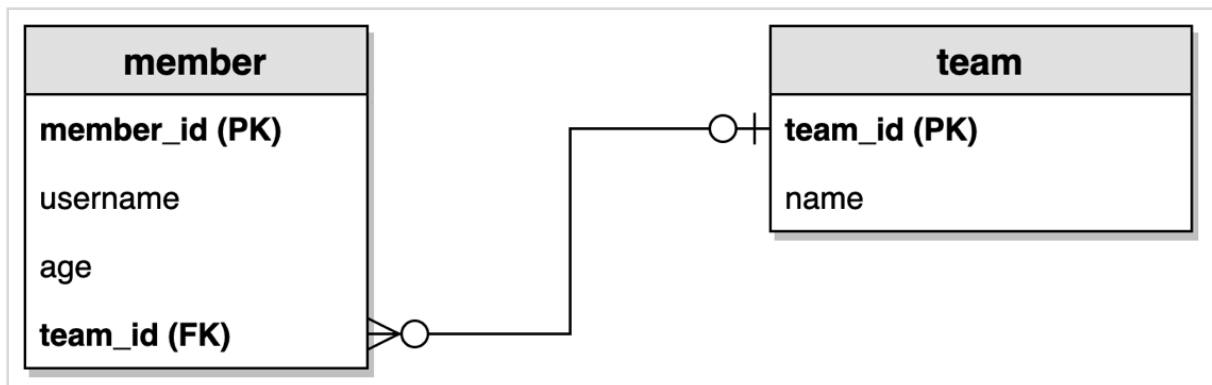 member
member_id (PK)
username
age
team_id (FK)
team
team_id (PK)
name